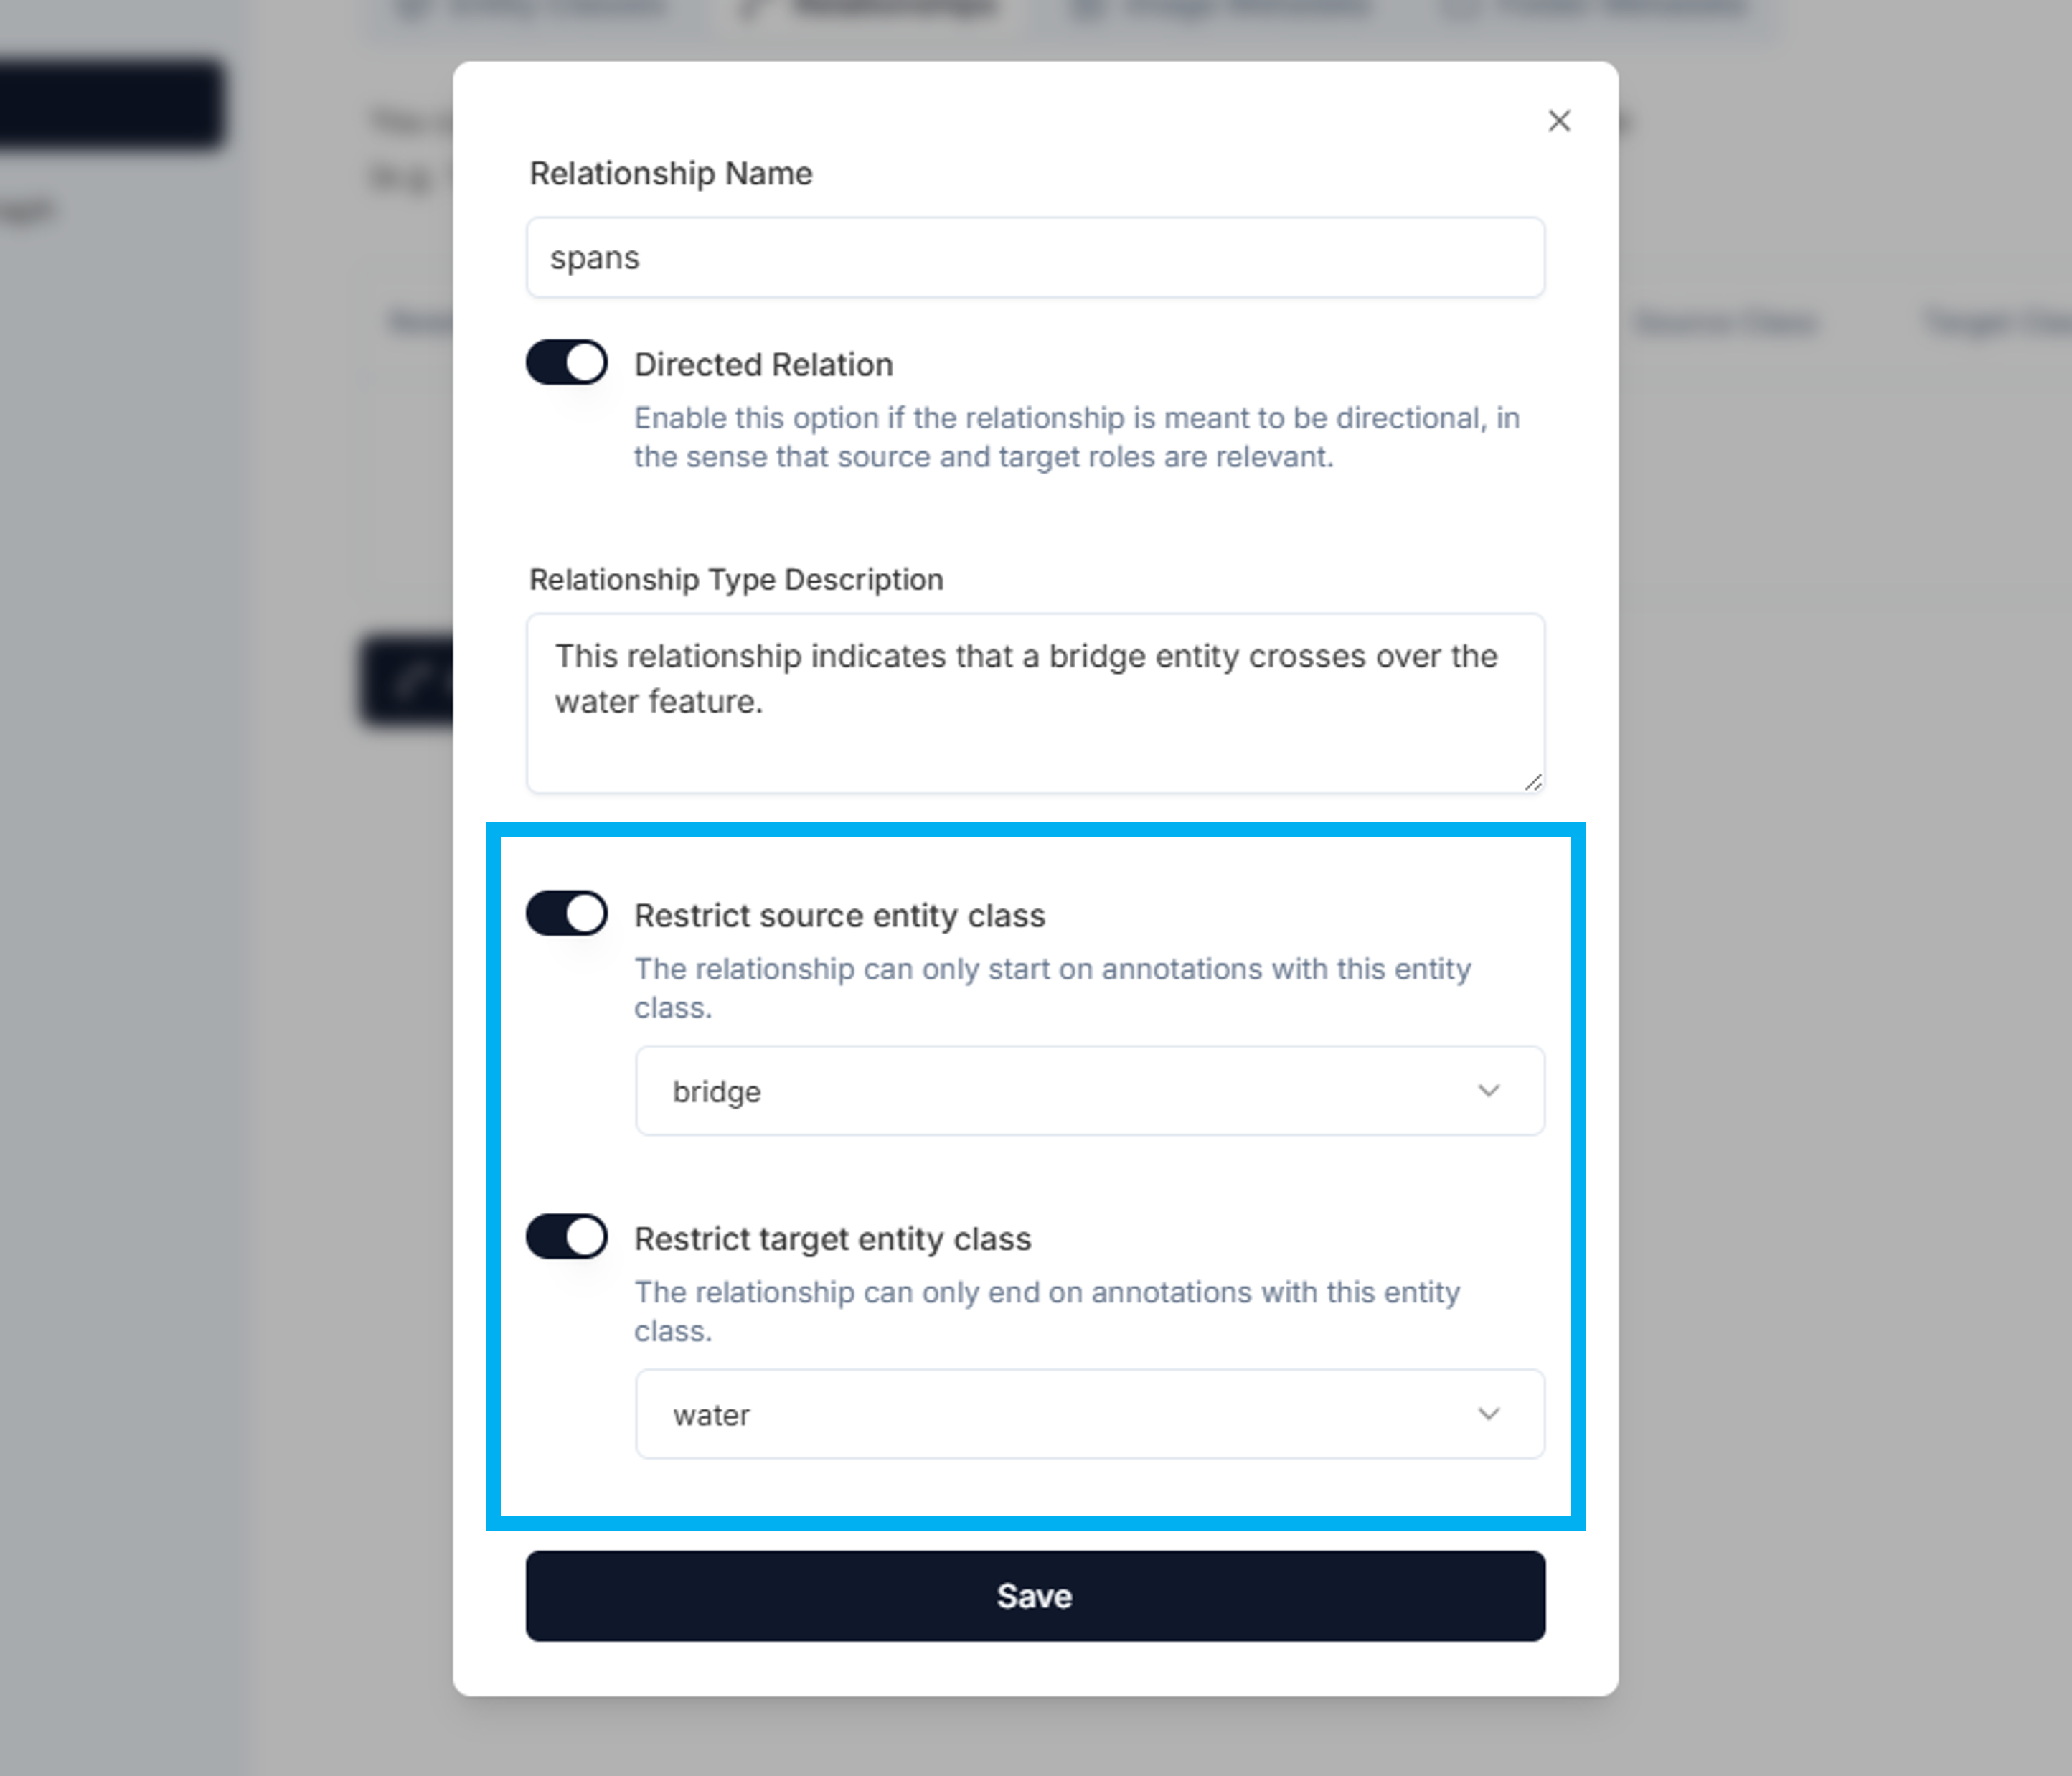 Relationship Name
spans
Directed Relation
Enable this option if the relationship is meant to be directional, in
the sense that source and target roles are relevant.
Relationship Type Description
This relationship indicates that a bridge entity crosses over the
water feature.
Restrict source entity class
The relationship can only start on annotations with this entity
class.
bridge
Restrict target entity class
The relationship can only end on annotations with this entity
class.
water
Save